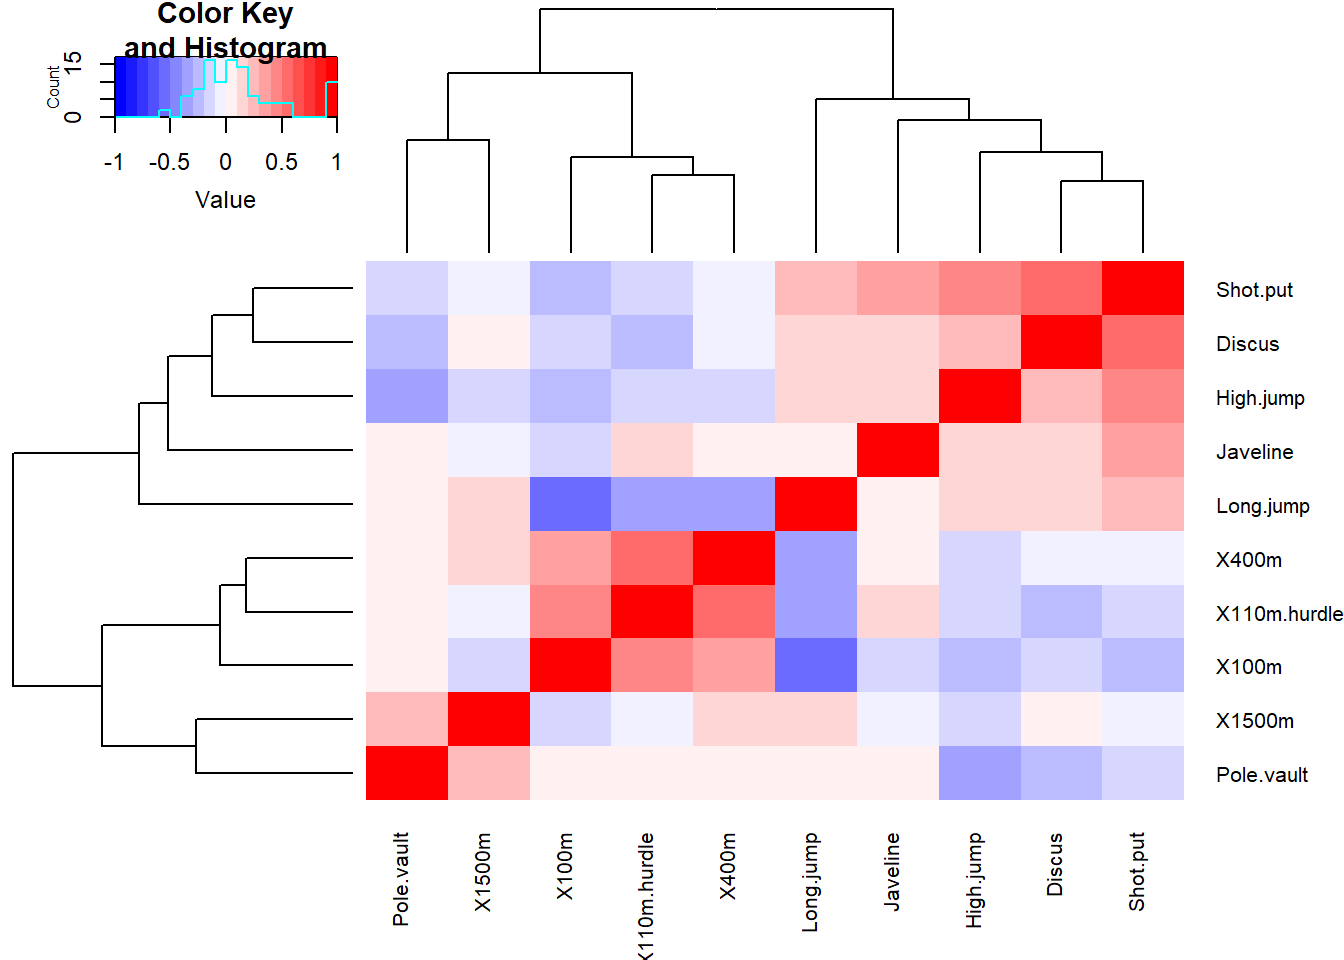 Color Key
and Histogram
Count
0
15
-1
-0.5
0
0.5
1
Value
Shot.put
Discus
High.jump
Javeline
Long.jump
X400m
X110m.hurdle
X100m
X1500m
Pole.vault
Pole.vault
X1500m
X100m
X110m.hurdle
X400m
Long.jump
Javeline
High.jump
Discus
Shot.put